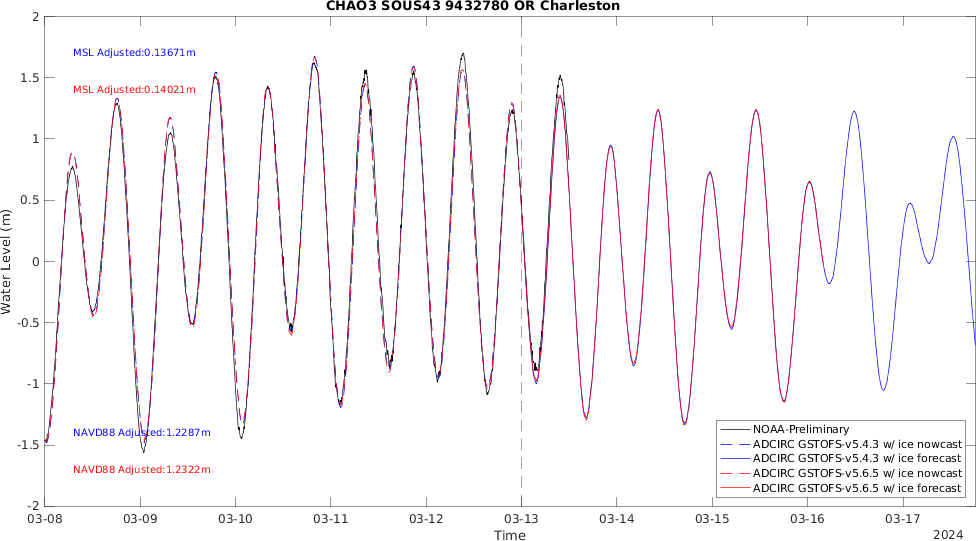 CHAO3 SOUS43 9432780 OR Charleston
2
1.5
1
0.5
0
-0.5
-1
-1.5
-2
Water Level (m)
MSL Adjusted:0.13671m
MSL Adjusted:0.14021m
NAVD88 Adjusted:1.2287m
NAVD88 Adjusted:1.2322m
NOAA-Preliminary
ADCIRC GSTOFS-v5.4.3 w/ ice nowcast
ADCIRC GSTOFS-v5.4.3 w/ ice forecast
ADCIRC GSTOFS-v5.6.5 w/ ice nowcast
ADCIRC GSTOFS-v5.6.5 w/ ice forecast
03-08 03-09 03-10 03-11 03-12 03-13 03-14 03-15 03-16 03-17
Time
2024